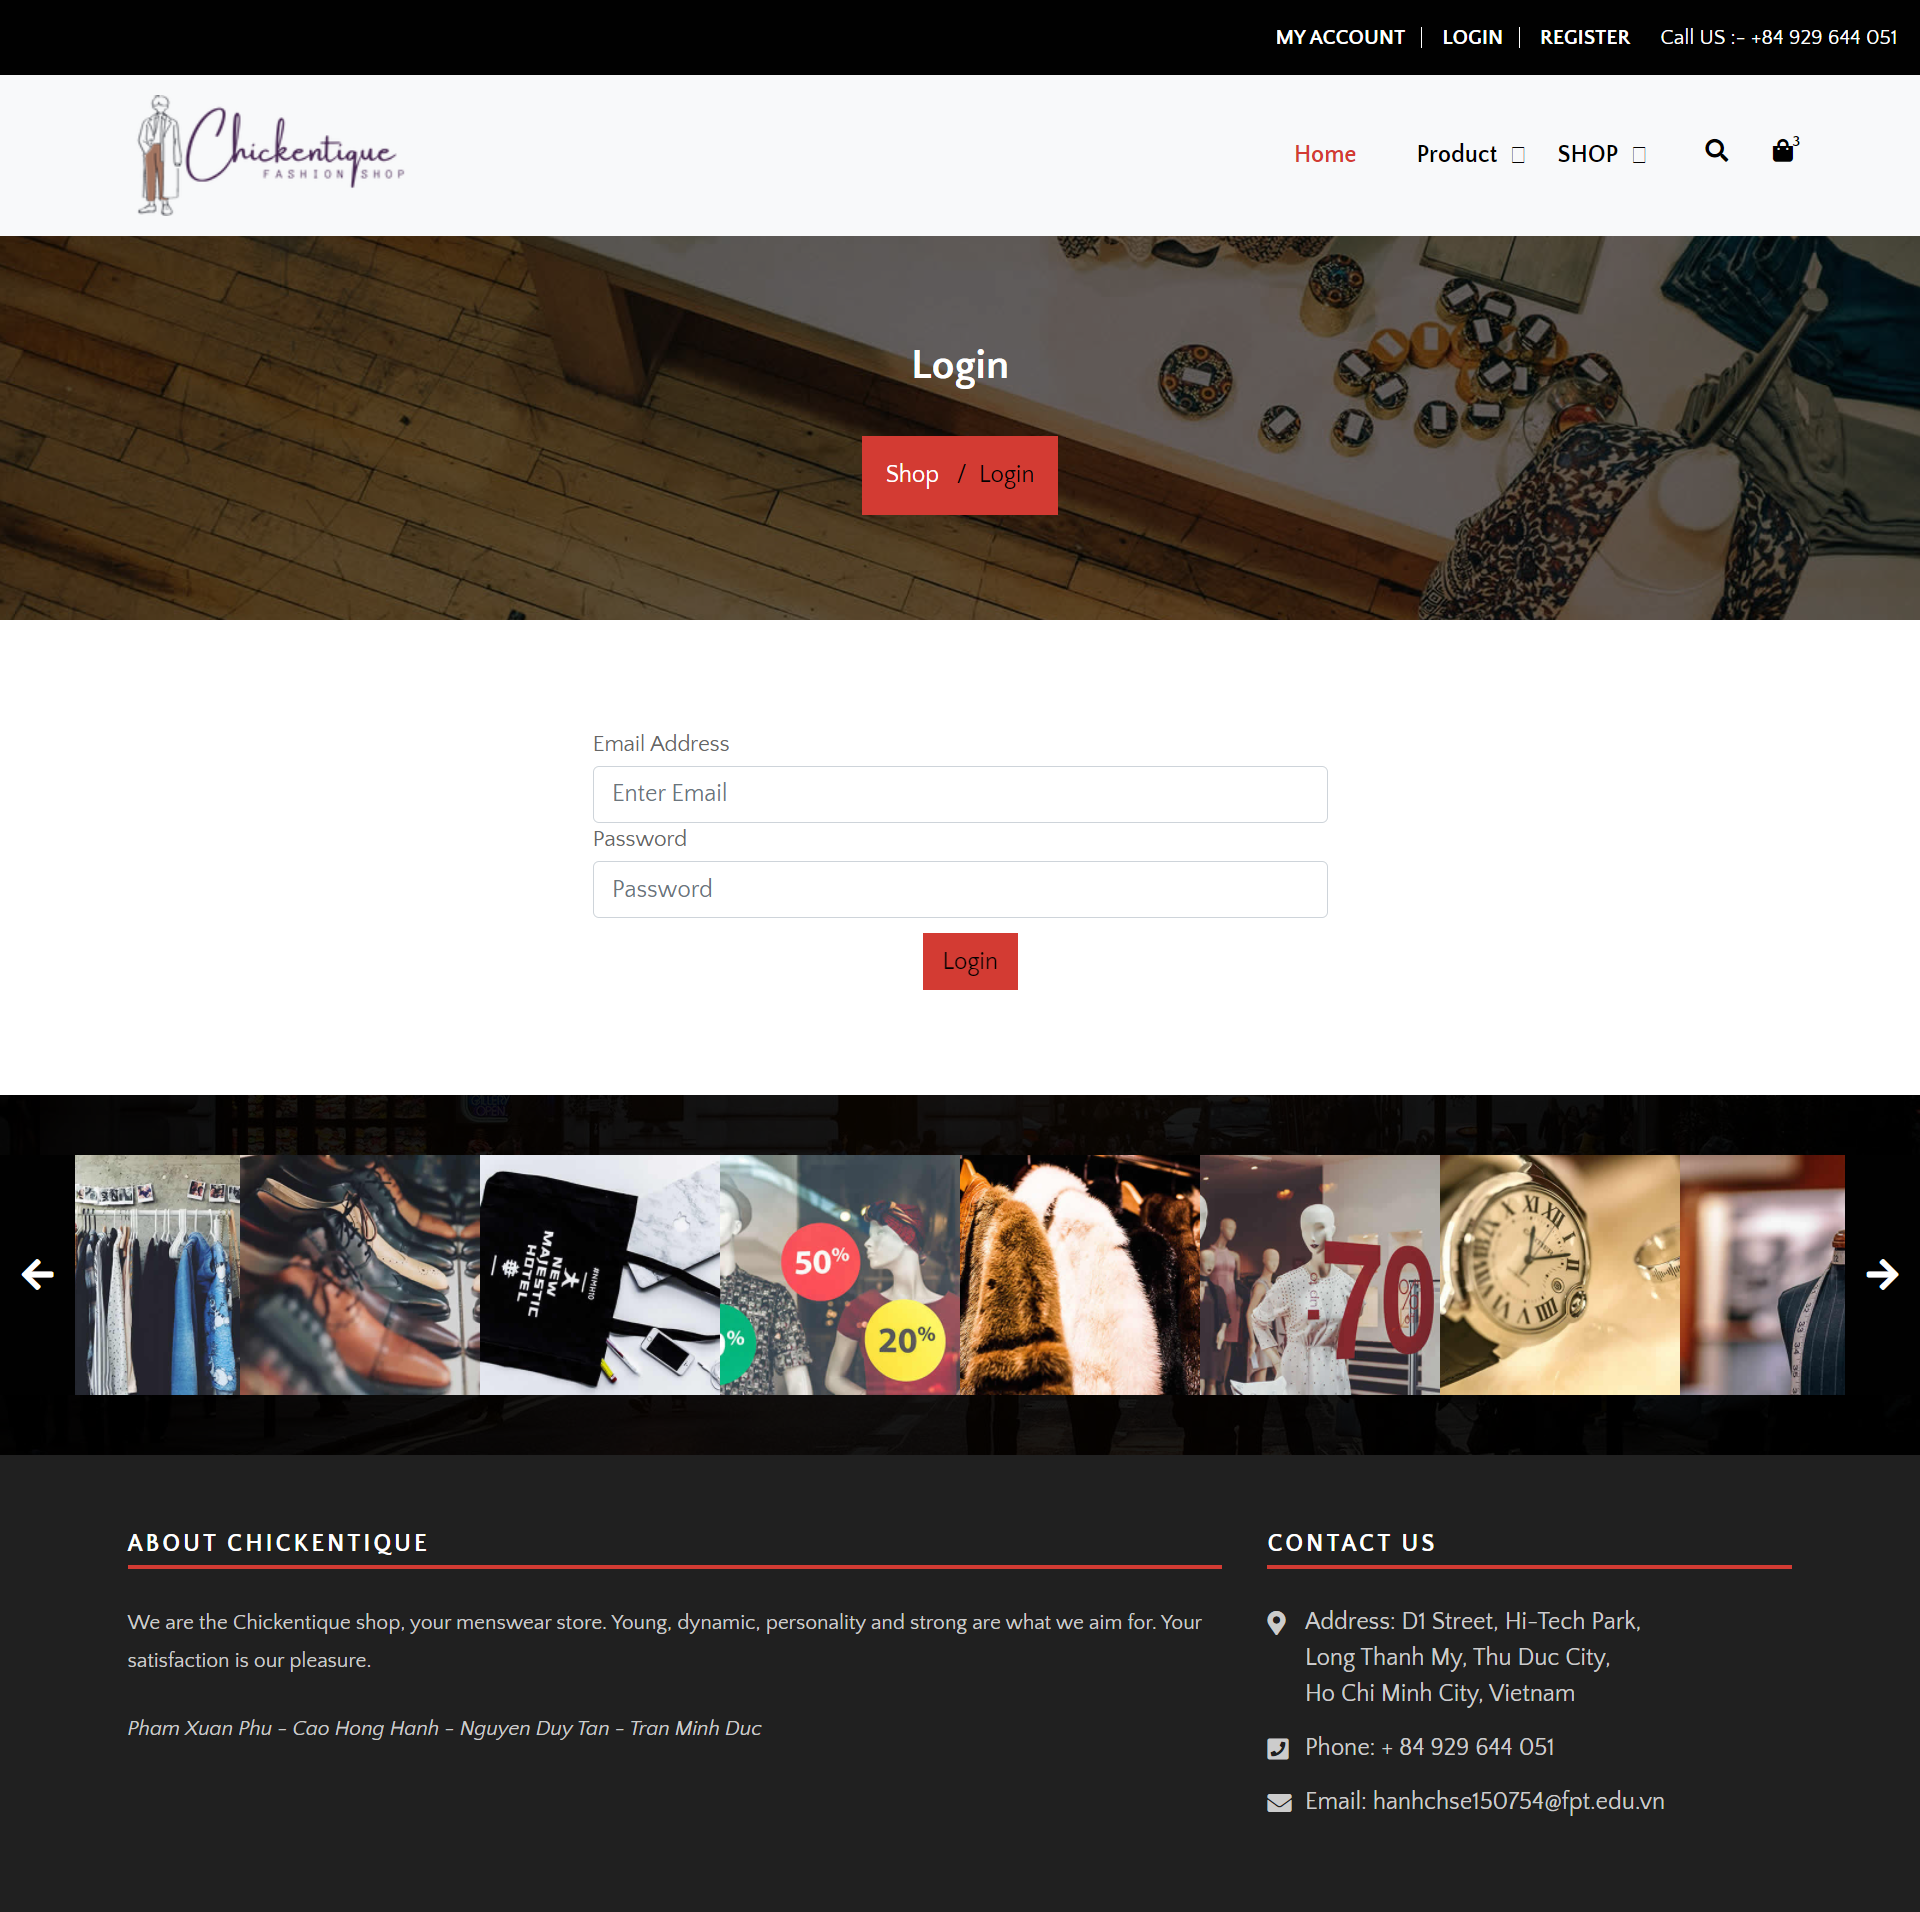 MY ACCOUNT LOGIN REGISTER Call US :- +84 929 644 051
Chickentique
FASHION SHOP
Home Product SHOP 3
Login
Shop / Login
Email Address
Enter Email
Password
Password
Login
GALLERY
OPEN
NEW
MAJESTIC
HOTEL
#NMH10
50%
%
20%
70
%
XI XII
ABOUT CHICKENTIQUE
We are the Chickentique shop, your menswear store. Young, dynamic, personality and strong are what we aim for. Your
satisfaction is our pleasure.
Pham Xuan Phu - Cao Hong Hanh - Nguyen Duy Tan - Tran Minh Duc
CONTACT US
Address: D1 Street, Hi-Tech Park,
Long Thanh My, Thu Duc City,
Ho Chi Minh City, Vietnam
Phone: + 84 929 644 051
Email: hanhchse150754@fpt.edu.vn